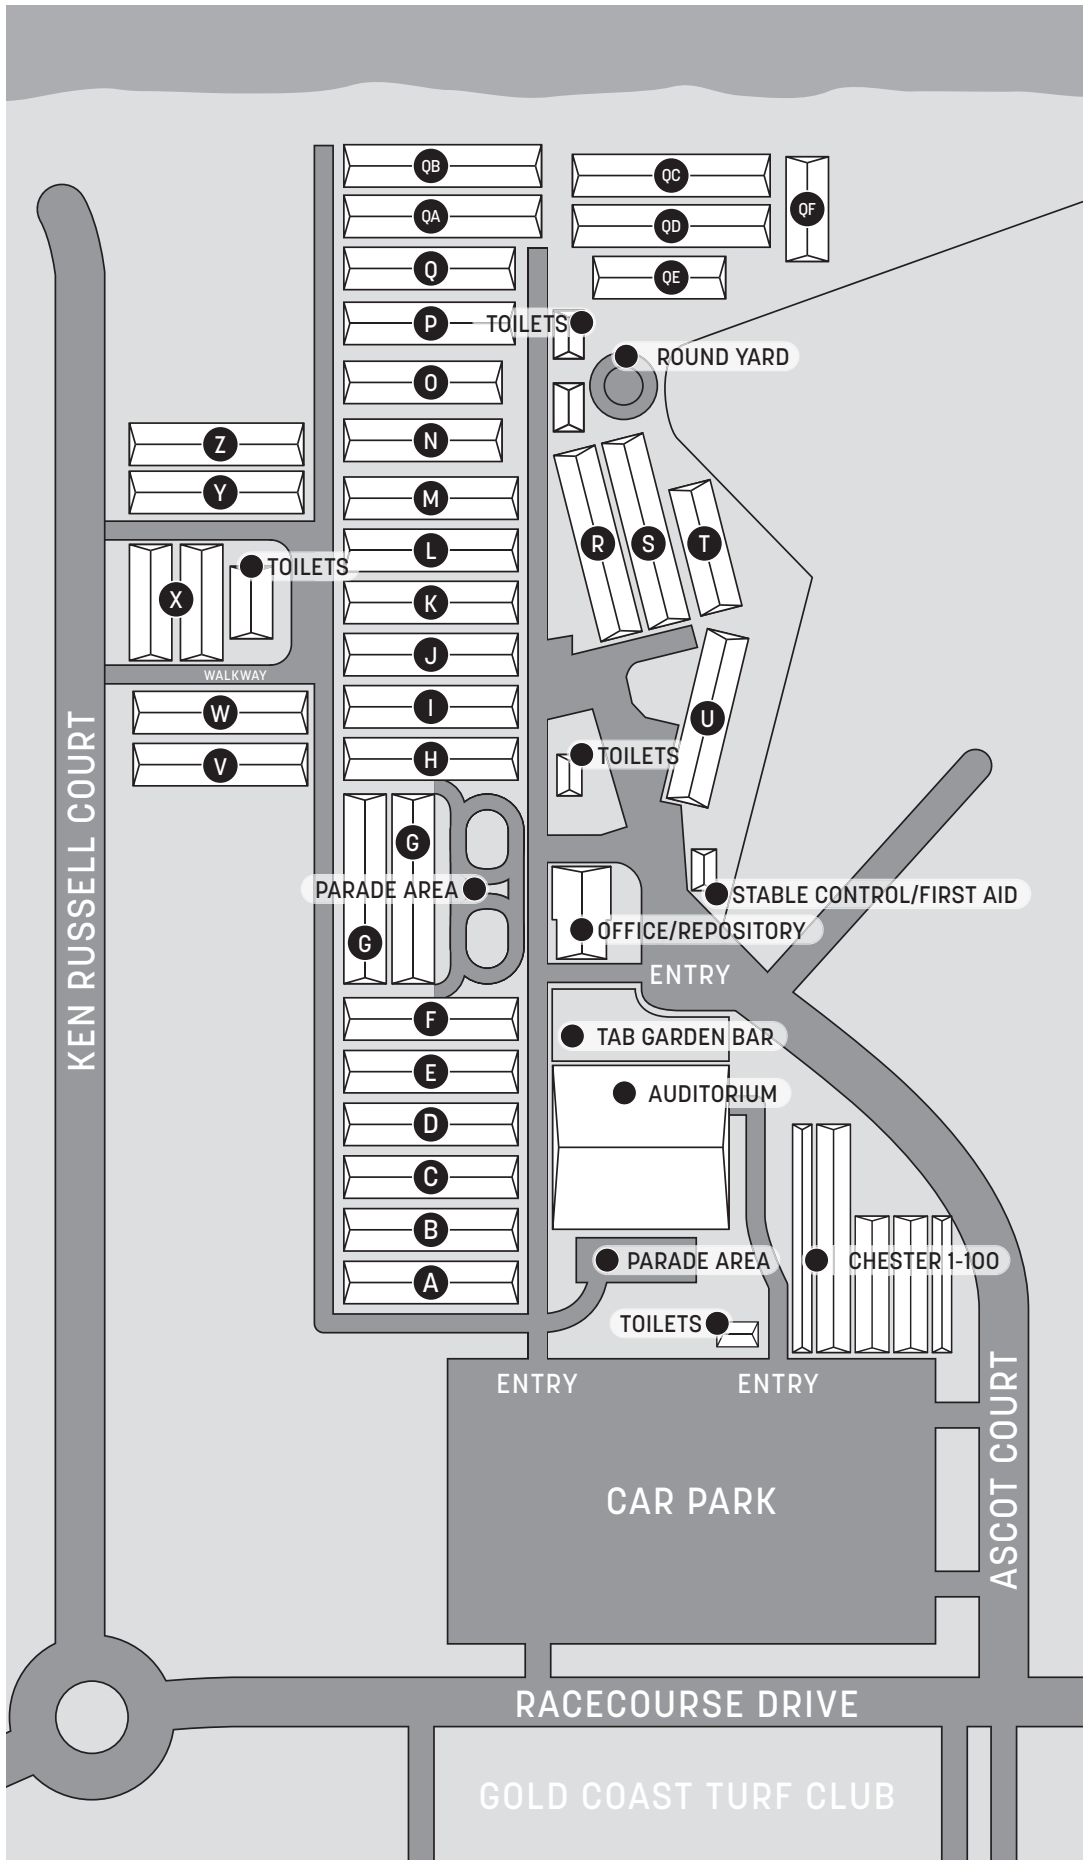 QB
QC
QF
QA
QD
Q
QE
P
TOILETS
ROUND YARD
O
N
Z
Y
M
L
R
S
T
TOILETS
X
K
J
WALKWAY
I
W
U
H
TOILETS
V
KEN RUSSELL COURT
G
PARADE AREA
STABLE CONTROL/FIRST AID
G
OFFICE/REPOSITORY
ENTRY
F
TAB GARDEN BAR
E
AUDITORIUM
D
C
B
PARADE AREA
CHESTER 1-100
A
TOILETS
ENTRY
ENTRY
CAR PARK
ASCOT COURT
RACECOURSE DRIVE
GOLD COAST TURF CLUB